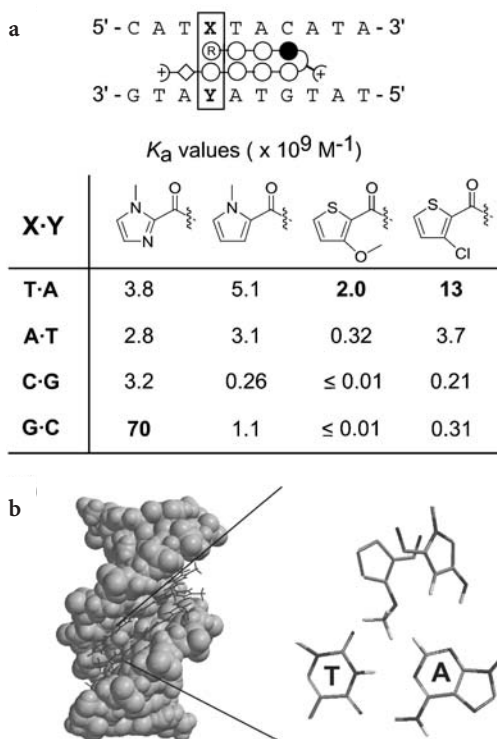 a
5'- C A T X T A C A T A -3'
R
+ +
3'- G T A Y A T G T A T -5'
Ka values ( x 10⁹ M⁻¹)
X·Y N N O N O S O O S O Cl
T·A 3.8 5.1 2.0 13
A·T 2.8 3.1 0.32 3.7
C·G 3.2 0.26 ≤ 0.01 0.21
G·C 70 1.1 ≤ 0.01 0.31
b
T A